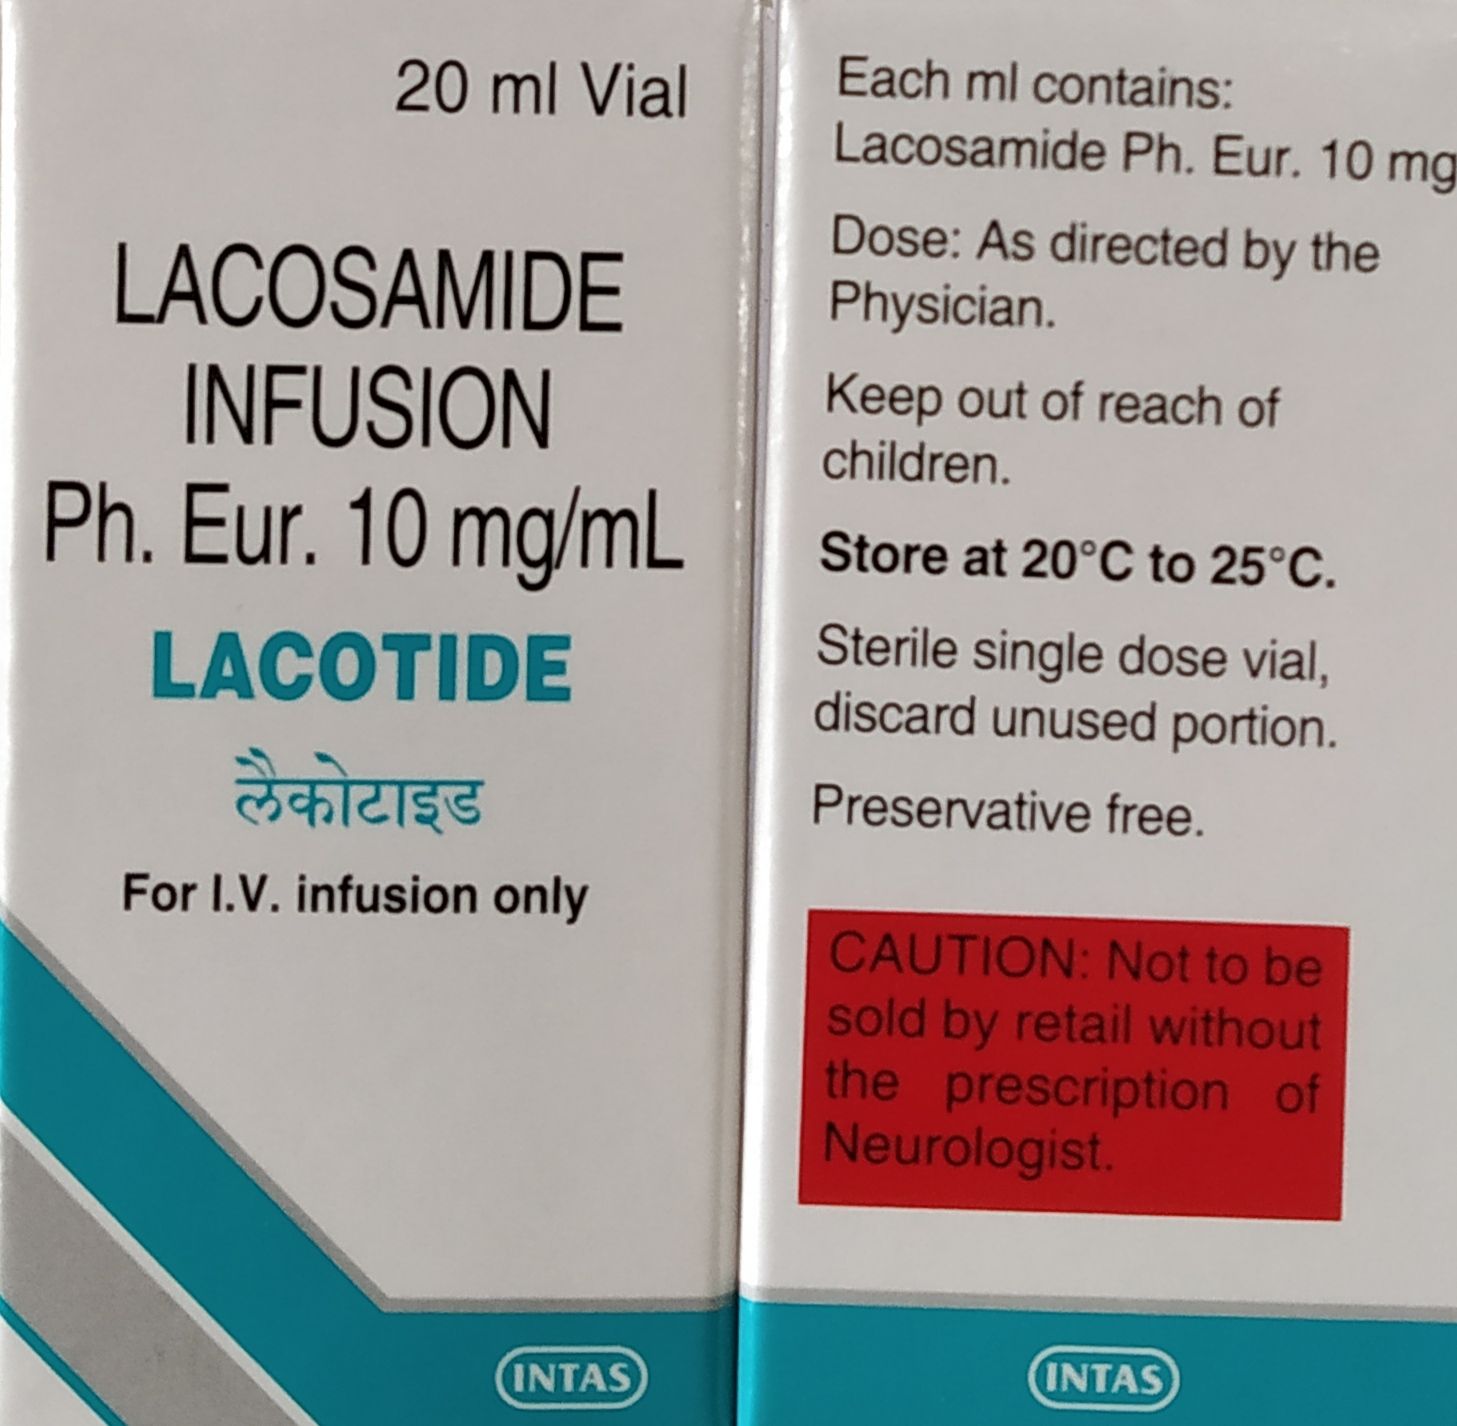 20 ml Vial
LACOSAMIDE
INFUSION
Ph. Eur. 10 mg/mL
LACOTIDE
लैकोटाइड
For I.V. infusion only
INTAS
Each ml contains:
Lacosamide Ph. Eur. 10 mg
Dose: As directed by the
Physician.
Keep out of reach of
children.
Store at 20°C to 25°C.
Sterile single dose vial,
discard unused portion.
Preservative free.
CAUTION: Not to be
sold by retail without
the prescription of
Neurologist.
INTAS